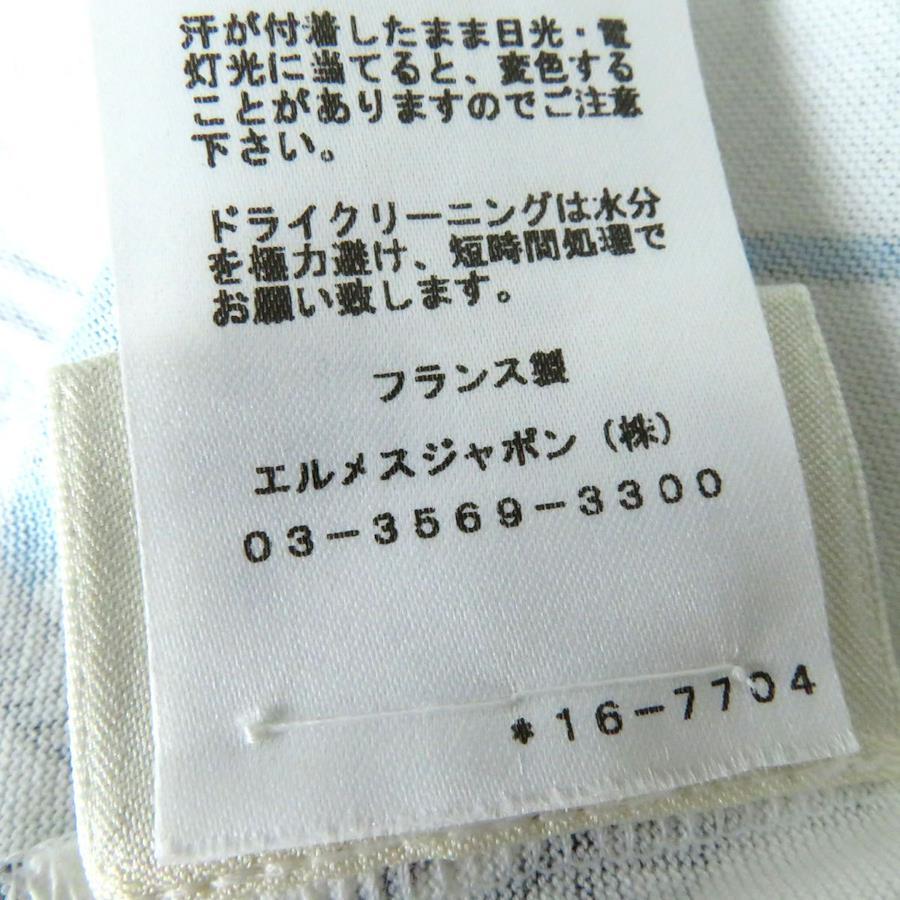 汗が付着したまま日光・電
灯光に当てると、変色する
ことがありますのでご注意
下さい。
ドライクリーニングは水分
を極力避け、短時間処理で
お願い致します。
フランス製
エルメスジャポン（株）
03-3569-3300
*16-7704